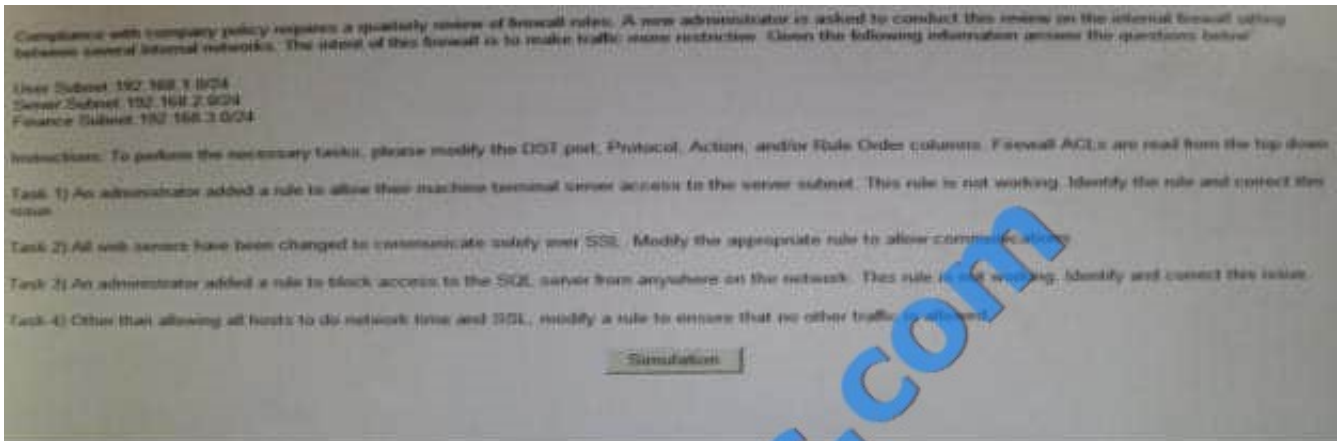 Compliance with company policy requires a quarterly review of firewall rules. A new administrator is asked to conduct this review on the internal firewall sitting
between several internal networks. The intent of this firewall is to make traffic more restrictive. Given the following information answer the questions below
User Subnet: 192.168.1.0/24
Server Subnet: 192.168.2.0/24
Finance Subnet: 192.168.3.0/24
Instructions: To perform the necessary tasks, please modify the DST port, Protocol, Action, and/or Rule Order columns. Firewall ACLs are read from the top down
Task 1) An administrator added a rule to allow their machine terminal server access to the server subnet. This rule is not working. Identify the rule and correct this
issue.
Task 2) All web servers have been changed to communicate solely over SSL. Modify the appropriate rule to allow communications.
Task 3) An administrator added a rule to block access to the SQL server from anywhere on the network. This rule is not working. Identify and correct this issue.
Task 4) Other than allowing all hosts to do network time and SSL, modify a rule to ensure that no other traffic is allowed.
Simulation
.com